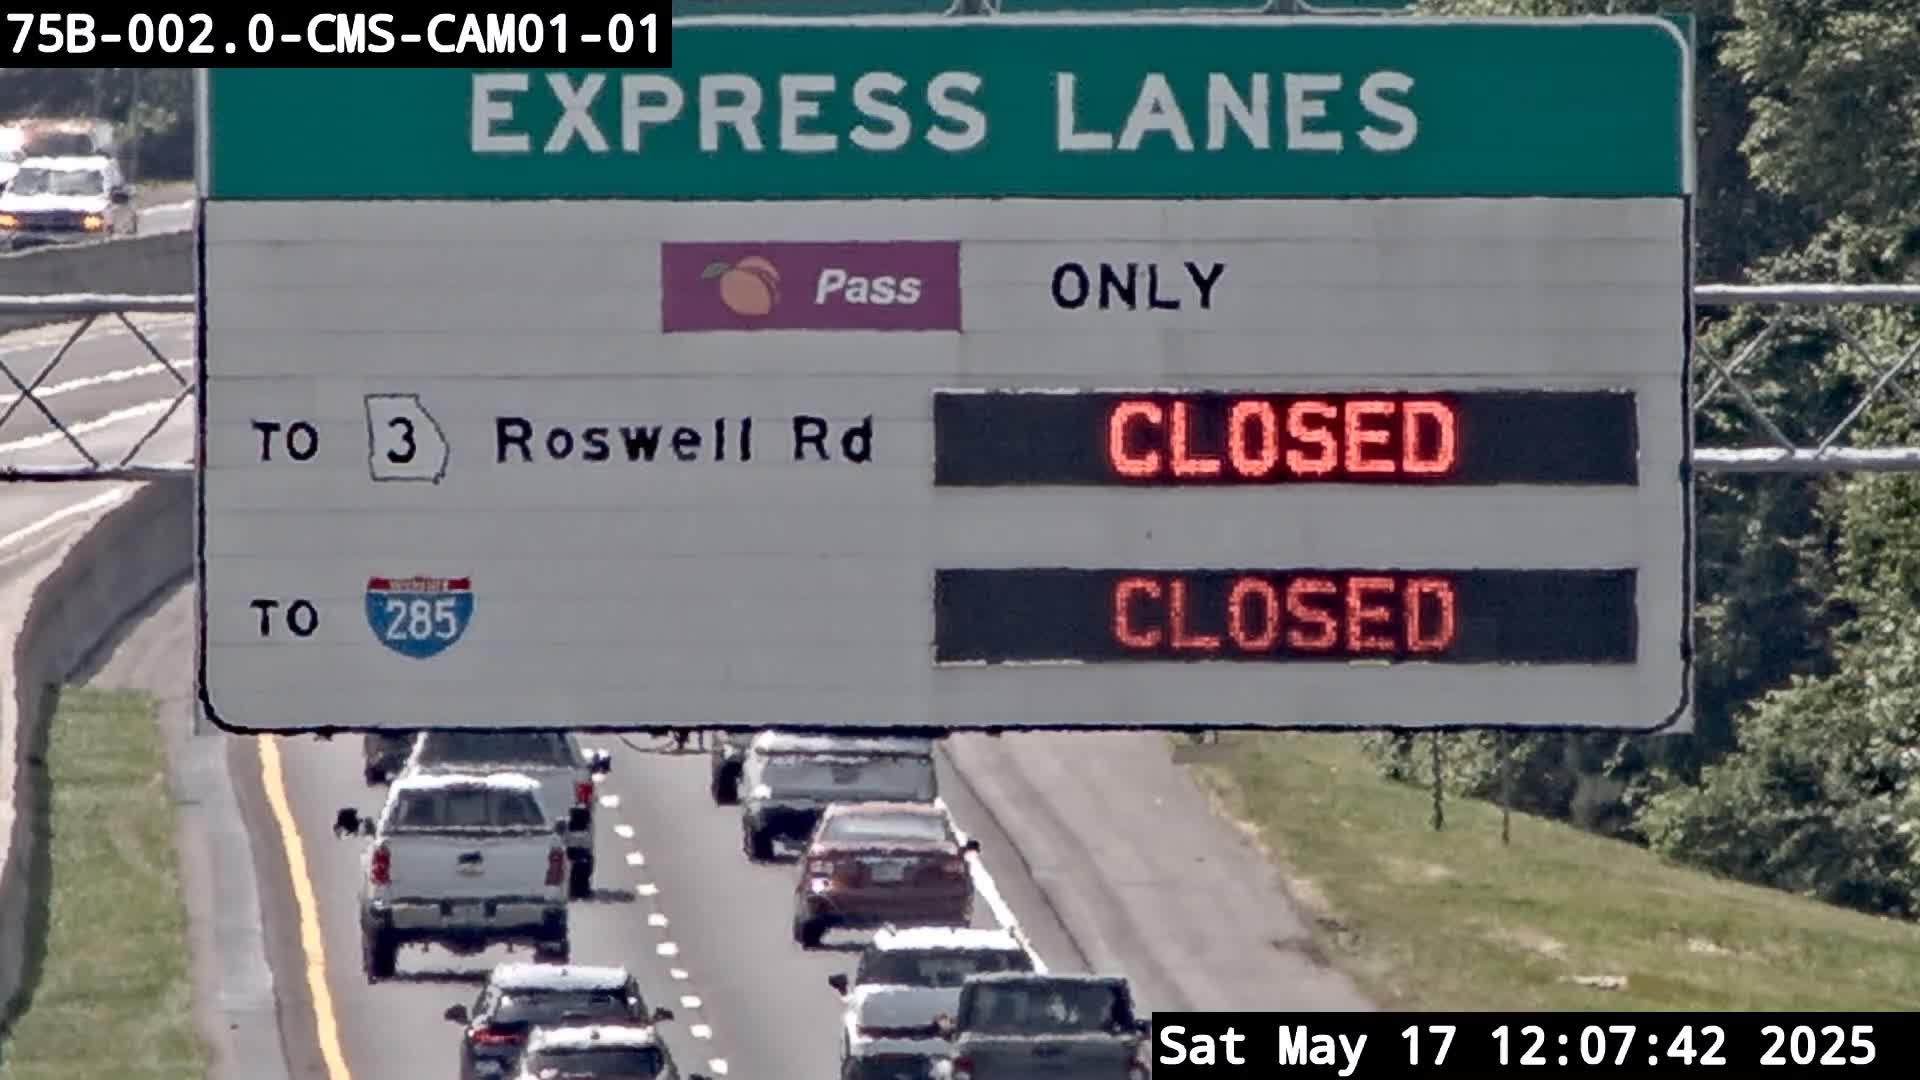 75B-002.0-CMS-CAM01-01
EXPRESS LANES
Pass ONLY
TO 3 Roswell Rd CLOSED
TO 285 CLOSED
Sat May 17 12:07:42 2025